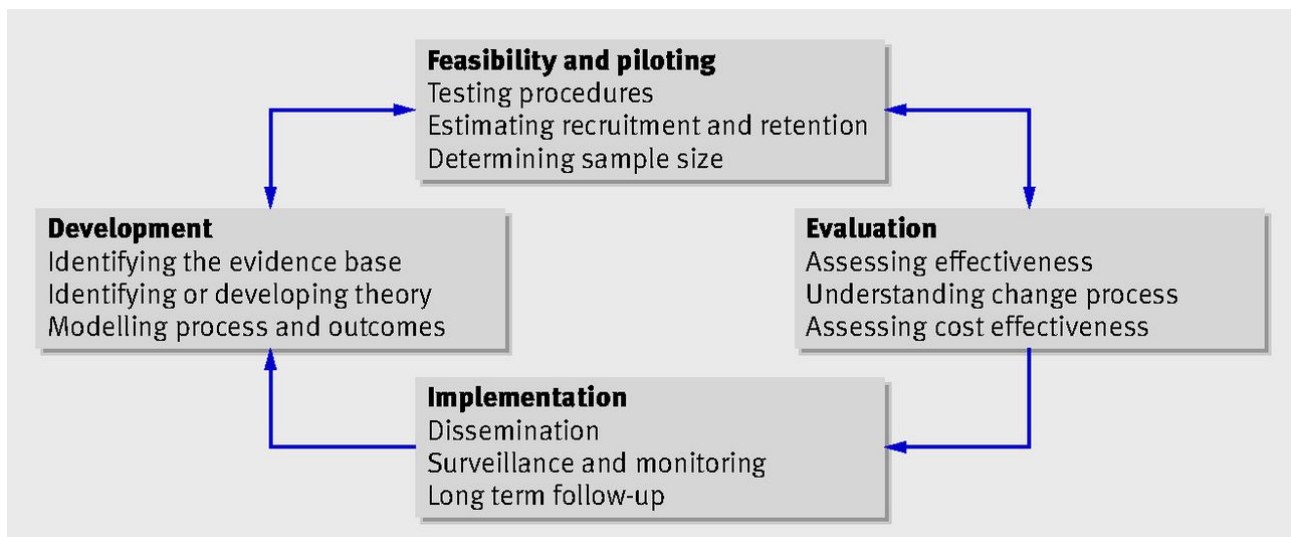 Feasibility and piloting
Testing procedures
Estimating recruitment and retention
Determining sample size
Development
Identifying the evidence base
Identifying or developing theory
Modelling process and outcomes
Evaluation
Assessing effectiveness
Understanding change process
Assessing cost effectiveness
Implementation
Dissemination
Surveillance and monitoring
Long term follow-up